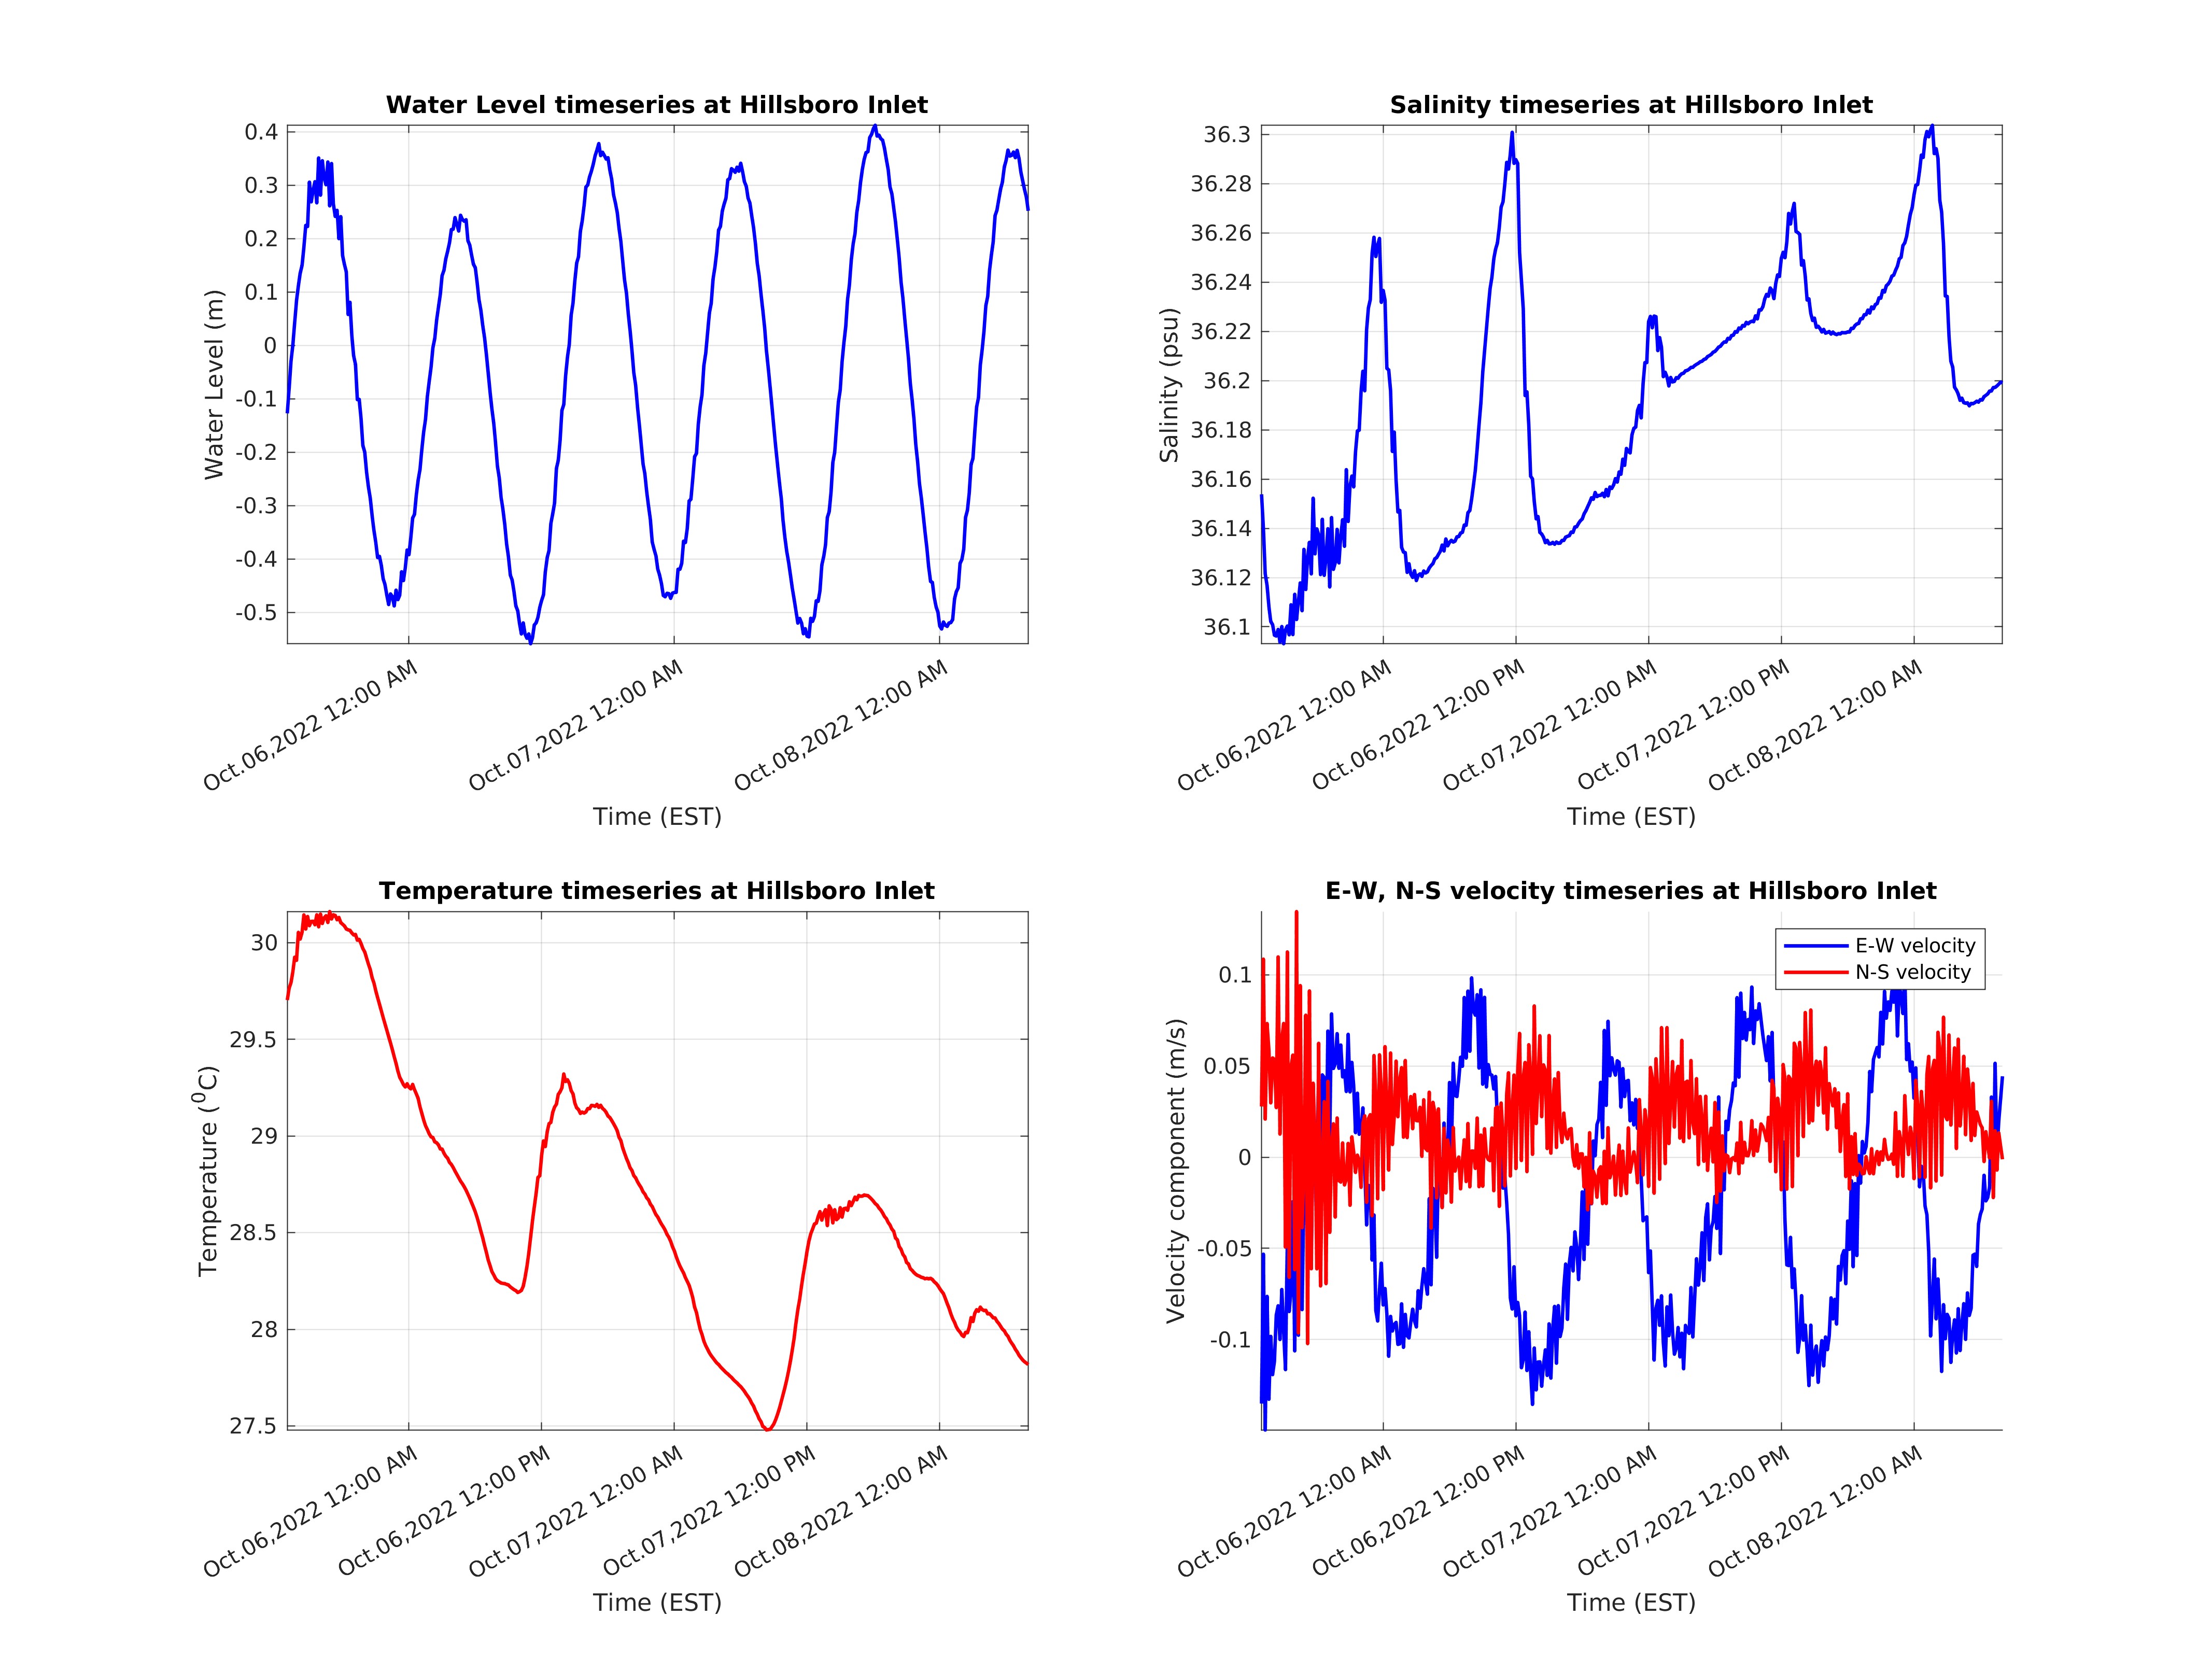 Water Level timeseries at Hillsboro Inlet
0.4
0.3
0.2
0.1
0
-0.1
-0.2
-0.3
-0.4
-0.5
Water Level (m)
Oct.06,2022 12:00 AM
Oct.07,2022 12:00 AM
Oct.08,2022 12:00 AM
Time (EST)
Salinity timeseries at Hillsboro Inlet
36.3
36.28
36.26
36.24
36.22
36.2
36.18
36.16
36.14
36.12
36.1
Salinity (psu)
Oct.06,2022 12:00 AM
Oct.06,2022 12:00 PM
Oct.07,2022 12:00 AM
Oct.07,2022 12:00 PM
Oct.08,2022 12:00 AM
Time (EST)
Temperature timeseries at Hillsboro Inlet
30
29.5
29
28.5
28
27.5
Temperature (⁰C)
Oct.06,2022 12:00 AM
Oct.06,2022 12:00 PM
Oct.07,2022 12:00 AM
Oct.07,2022 12:00 PM
Oct.08,2022 12:00 AM
Time (EST)
E-W, N-S velocity timeseries at Hillsboro Inlet
E-W velocity
N-S velocity
0.1
0.05
0
-0.05
-0.1
Velocity component (m/s)
Oct.06,2022 12:00 AM
Oct.06,2022 12:00 PM
Oct.07,2022 12:00 AM
Oct.07,2022 12:00 PM
Oct.08,2022 12:00 AM
Time (EST)